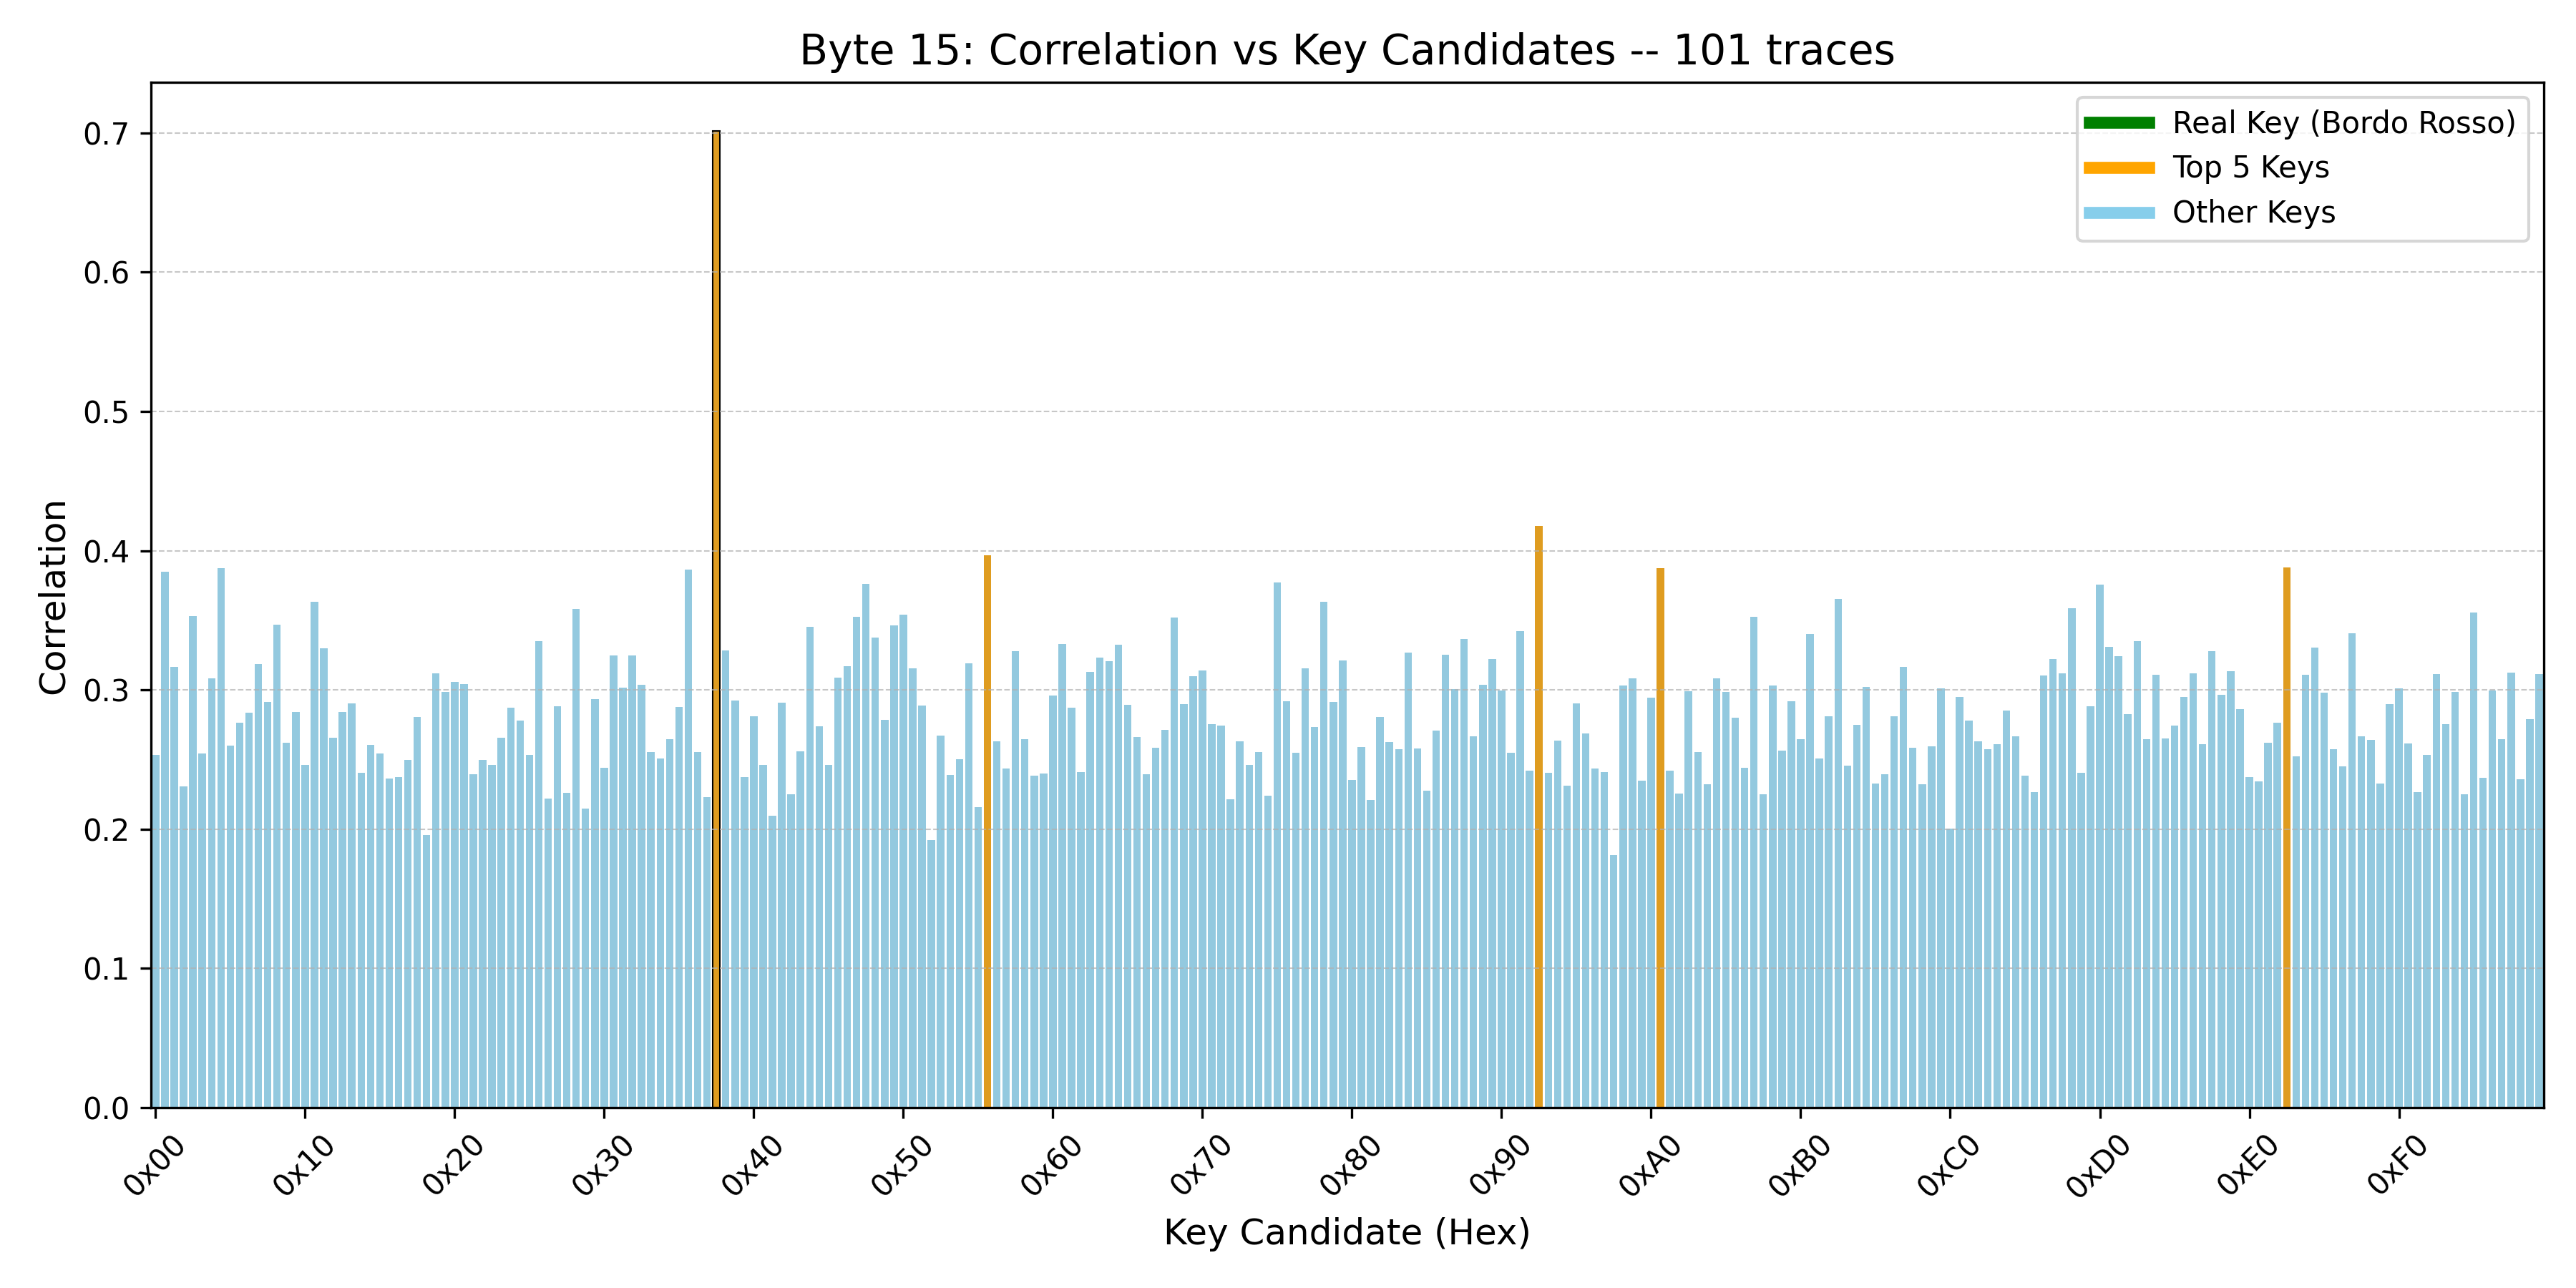 Byte 15: Correlation vs Key Candidates -- 101 traces
Real Key (Bordo Rosso)
Top 5 Keys
Other Keys
Correlation
0.7
0.6
0.5
0.4
0.3
0.2
0.1
0.0
0x00 0x10 0x20 0x30 0x40 0x50 0x60 0x70 0x80 0x90 0xA0 0xB0 0xC0 0xD0 0xE0 0xF0
Key Candidate (Hex)